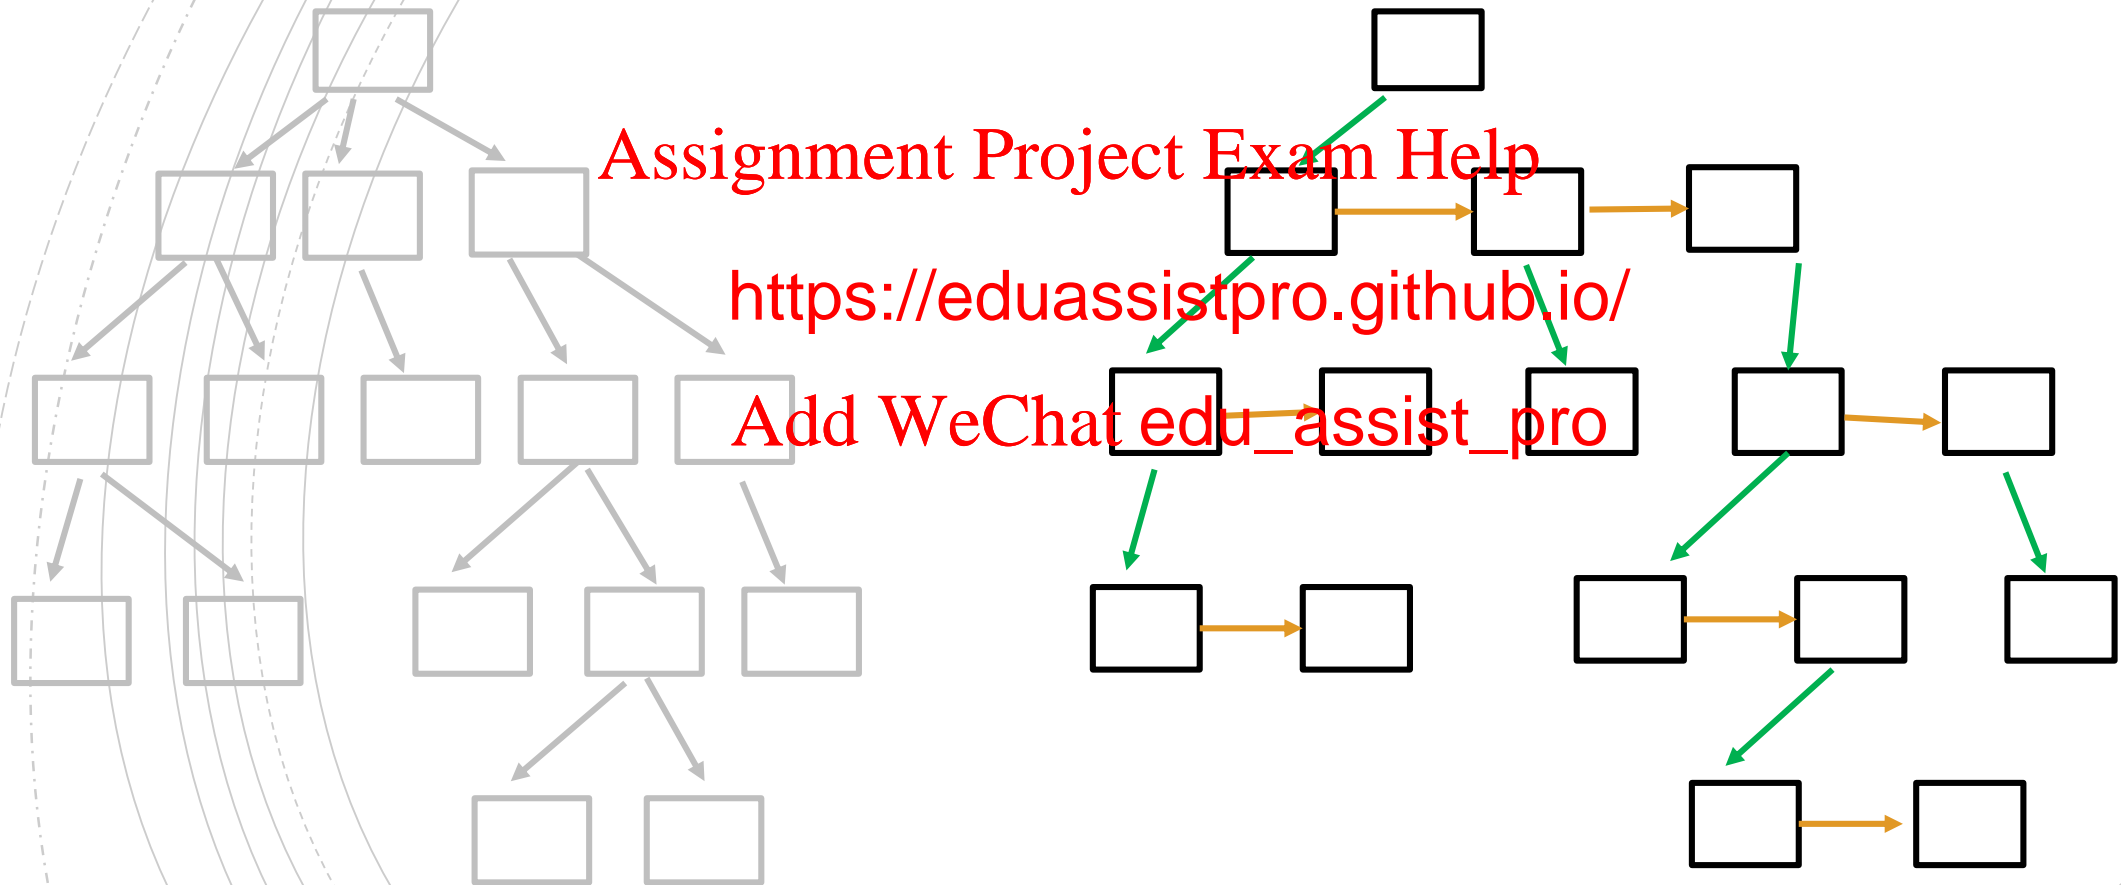 Assignment Project Exam Help
https://eduassistpro.github.io/
Add WeChat edu_assist_pro